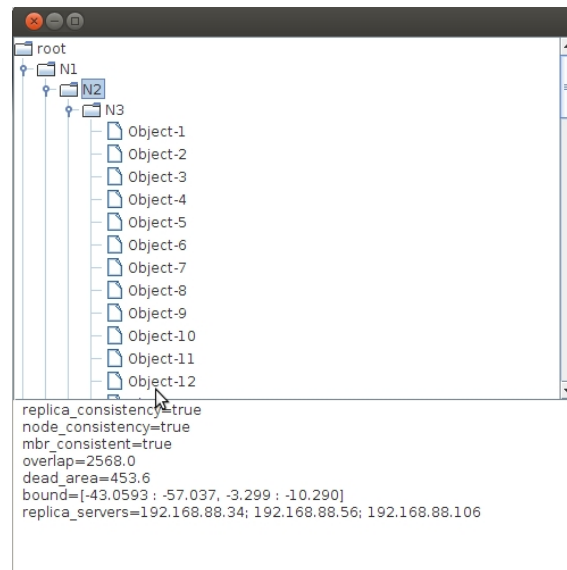 root
N1
N2
N3
Object-1
Object-2
Object-3
Object-4
Object-5
Object-6
Object-7
Object-8
Object-9
Object-10
Object-11
Object-12
replica_consistency=true
node_consistency=true
mbr_consistent=true
overlap=2568.0
dead_area=453.6
bound=[-43.0593 : -57.037, -3.299 : -10.290]
replica_servers=192.168.88.34; 192.168.88.56; 192.168.88.106